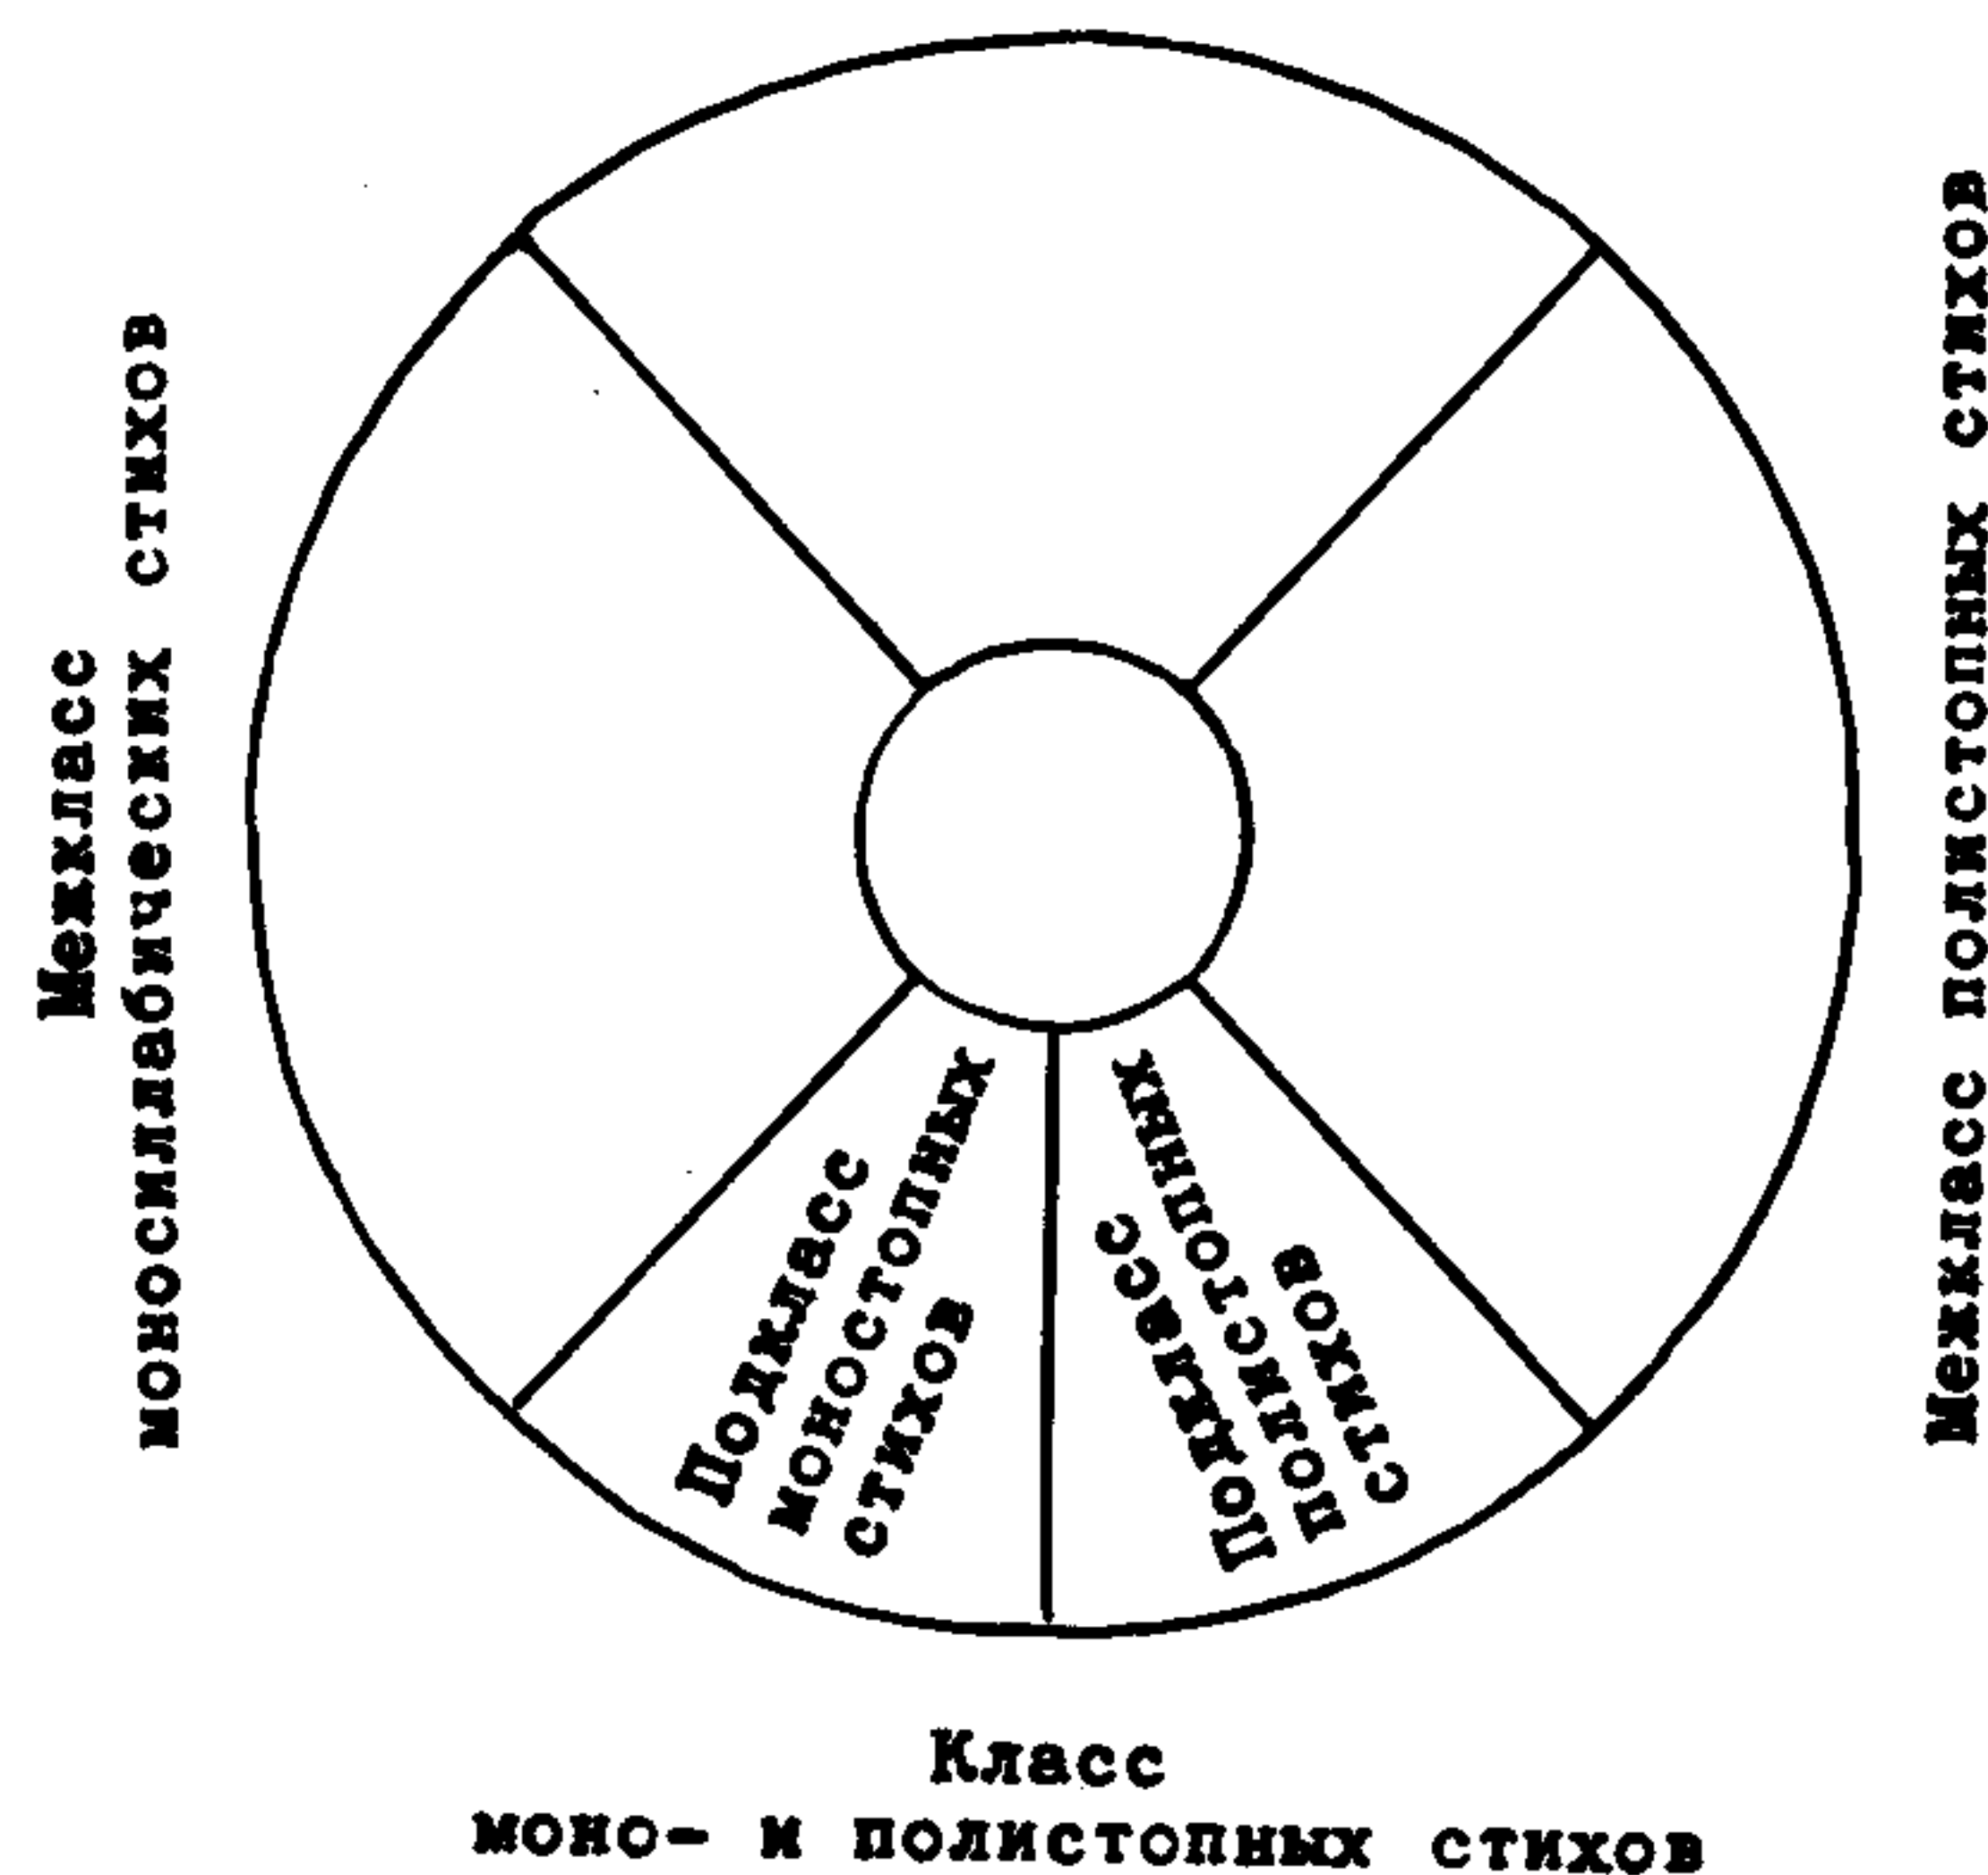 Межкласс
моносиллабических стихов
Межкласс полистопных стихов
Подкласс
моностопных
стихов
Подкласс
полистопных
стихов
Класс
моно- и полистопных стихов